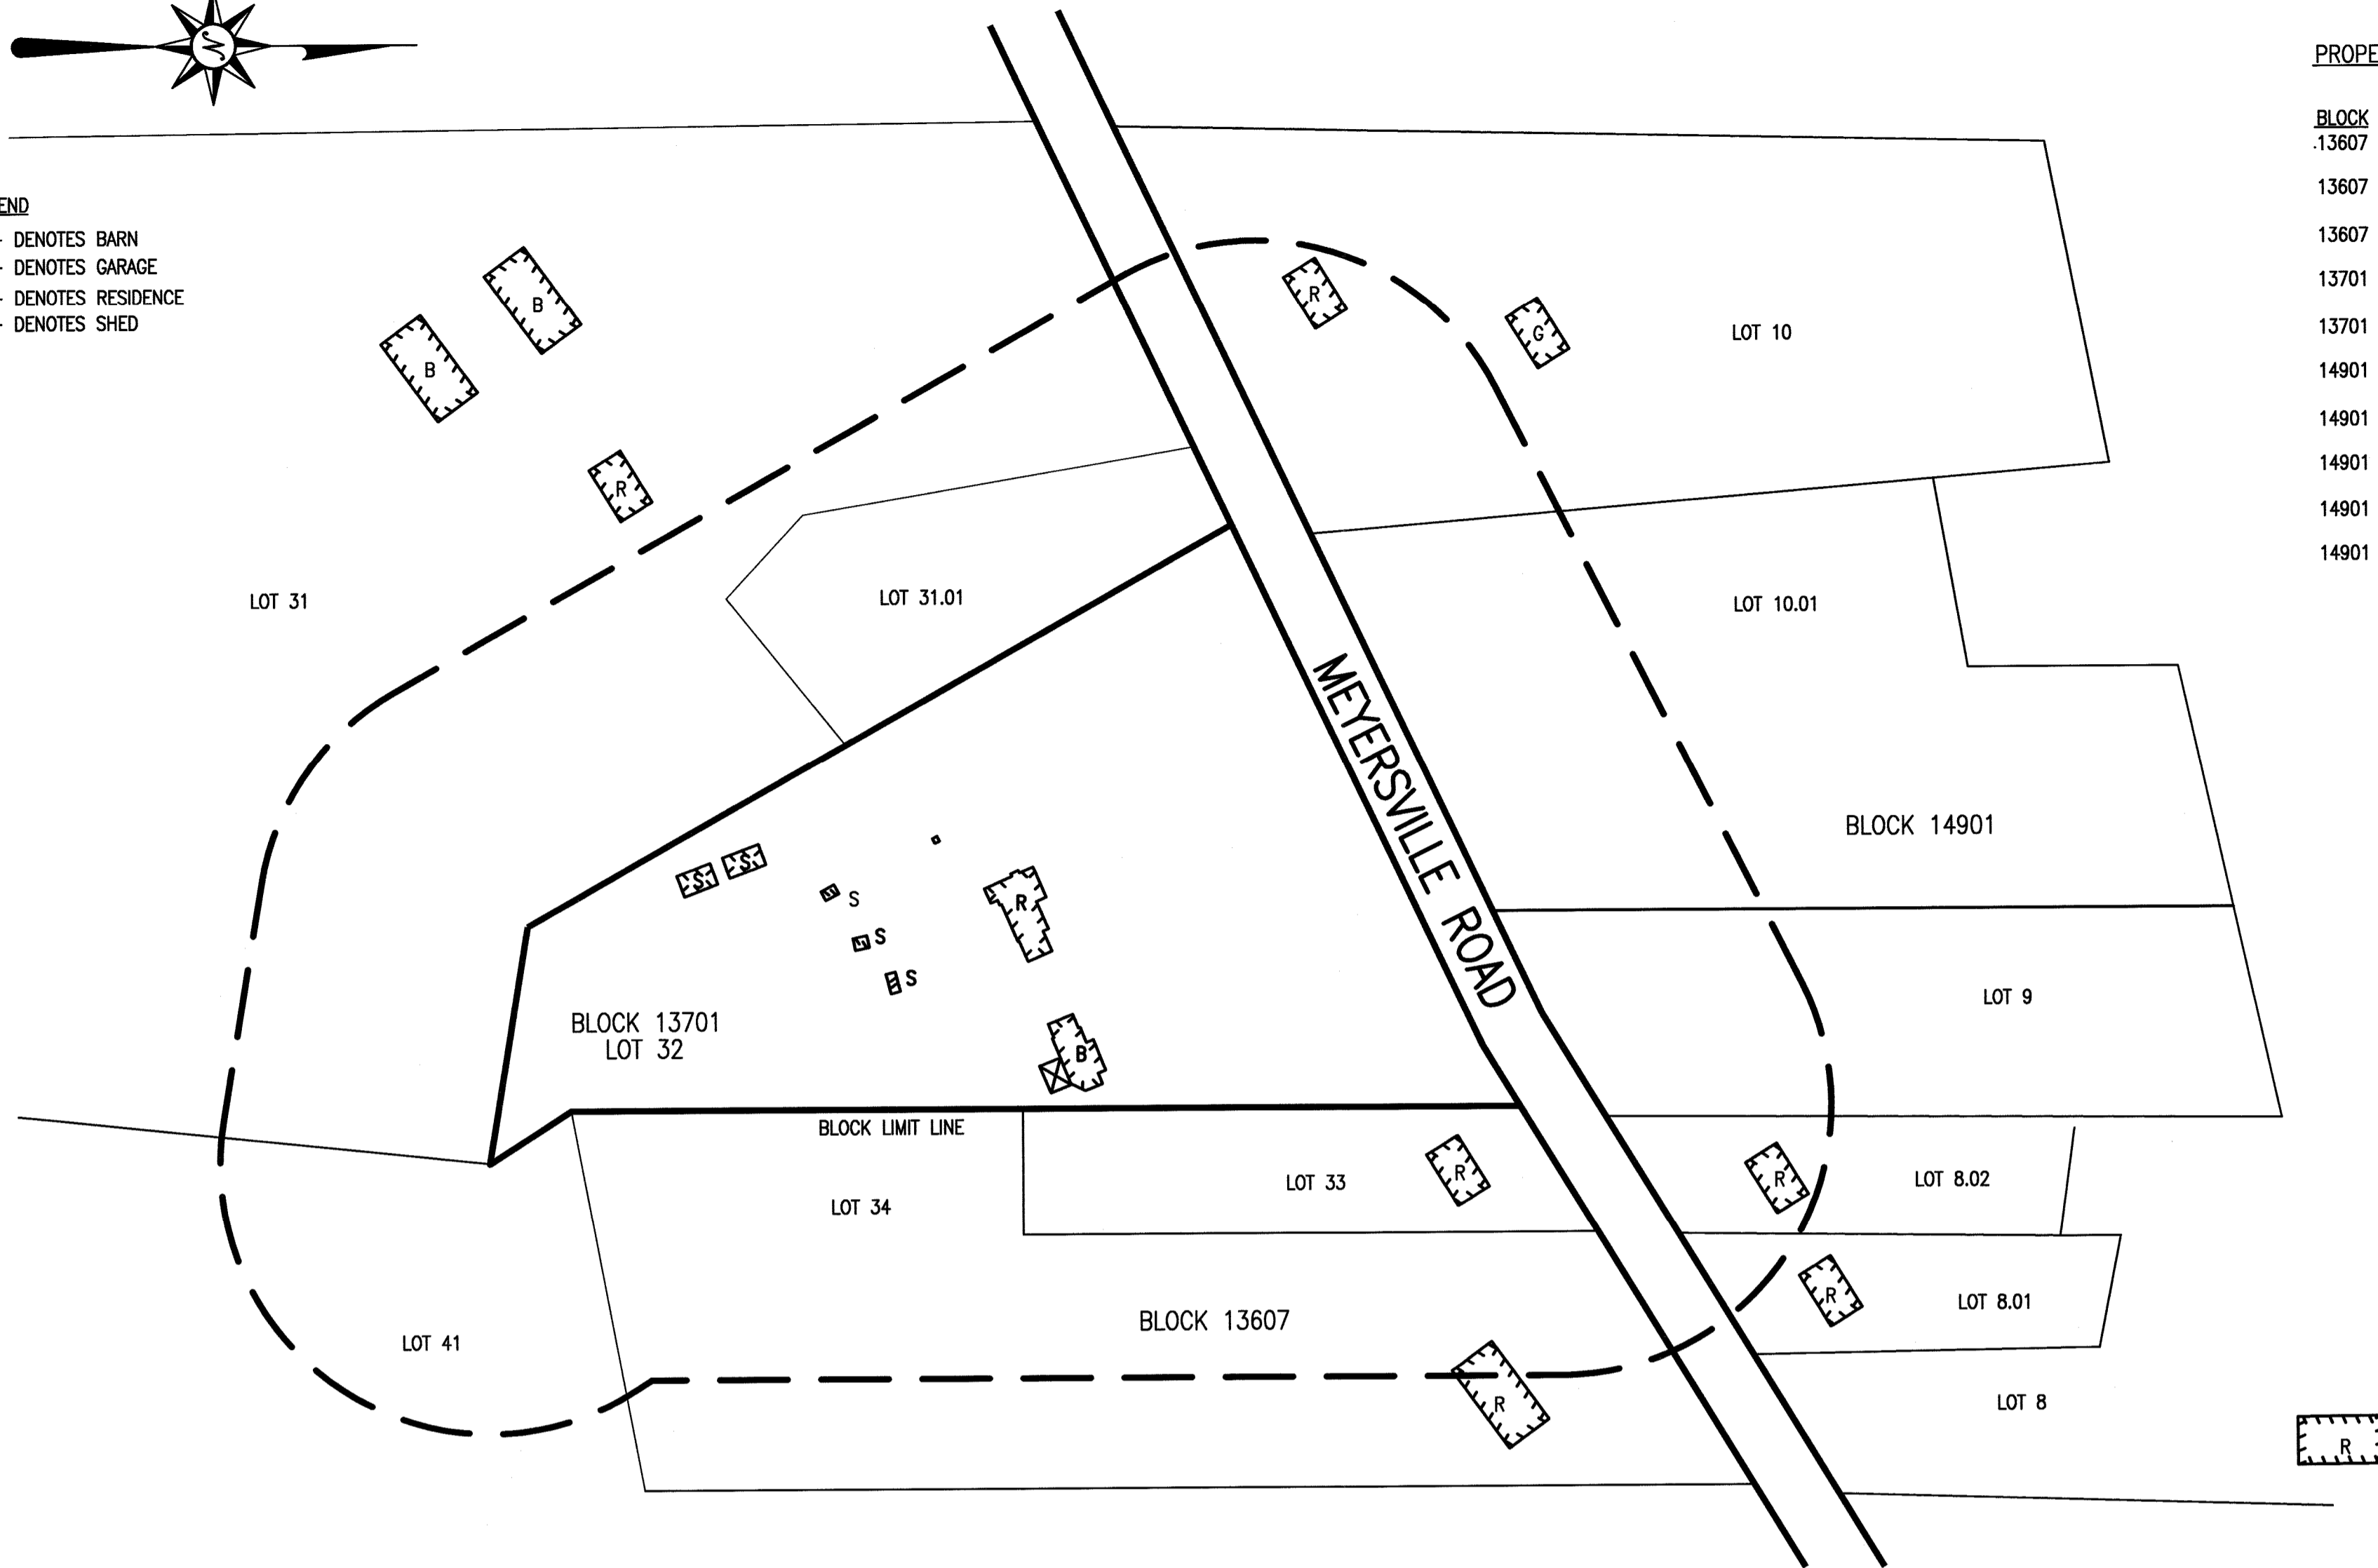 N
PROPE
BLOCK
13607
13607
13607
13701
13701
14901
14901
14901
14901
14901
END
- DENOTES BARN
- DENOTES GARAGE
- DENOTES RESIDENCE
- DENOTES SHED
B
B
R
R
G
LOT 10
LOT 31
LOT 31.01
LOT 10.01
MEYERSVILLE ROAD
BLOCK 14901
S
S
S
S
S
R
B
BLOCK 13701
LOT 32
LOT 9
BLOCK LIMIT LINE
LOT 33
R
R
LOT 8.02
LOT 34
LOT 41
BLOCK 13607
R
LOT 8.01
R
LOT 8
R